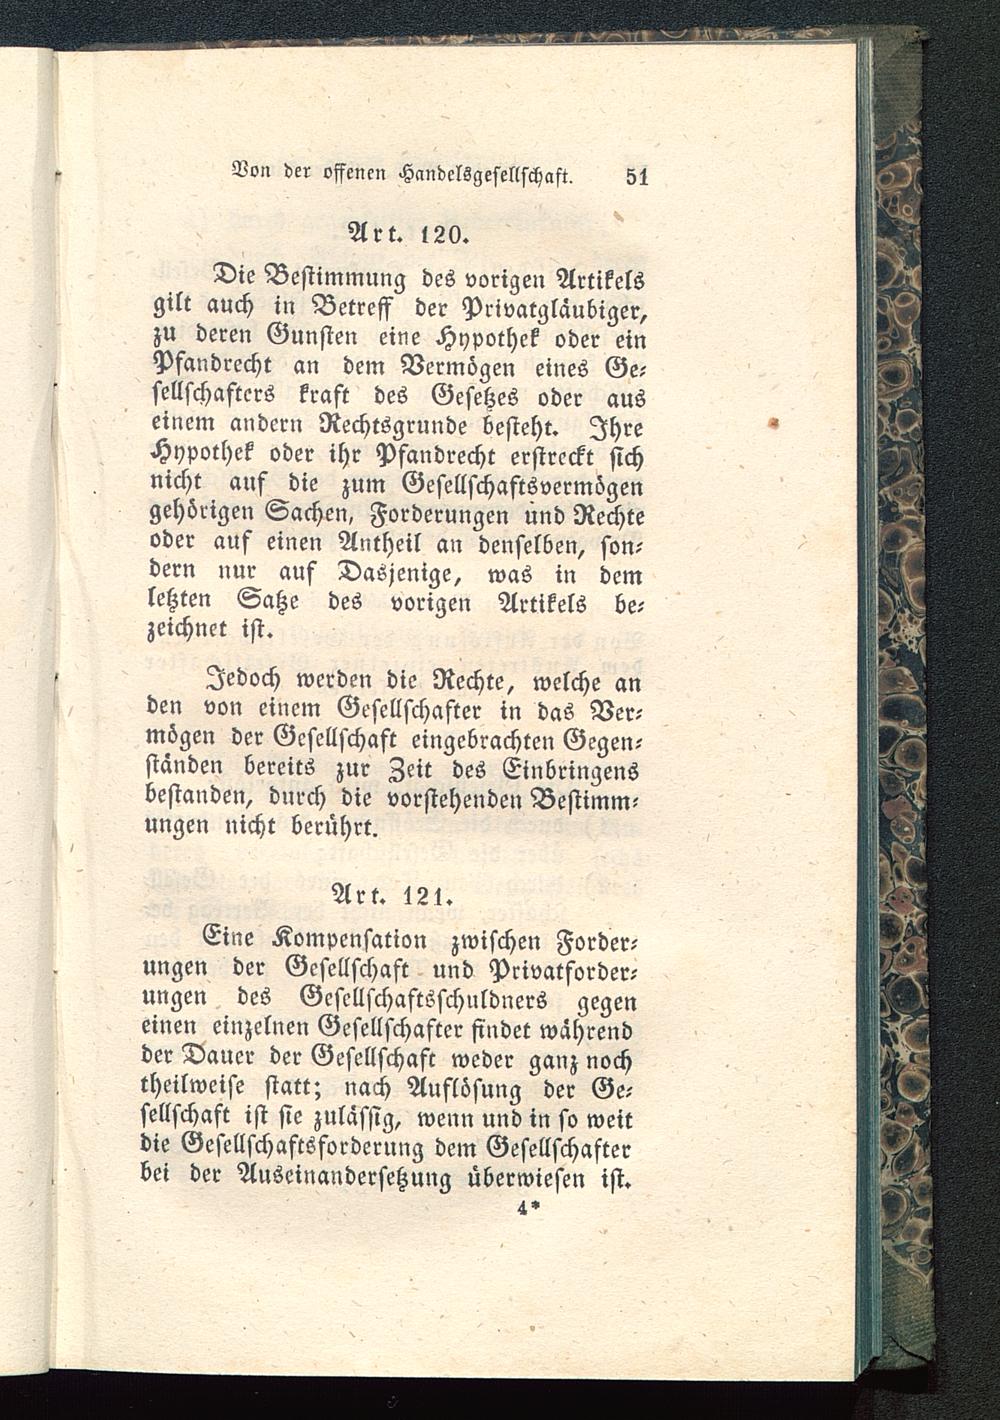 Von der offenen Handelsgesellschaft. 51
Art. 120.
Die Bestimmung des vorigen Artikels
gilt auch in Betreff der Privatgläubiger,
zu deren Gunsten eine Hypothek oder ein
Pfandrecht an dem Vermögen eines Ge-
sellschafters kraft des Gesetzes oder aus
einem andern Rechtsgrunde besteht. Ihre
Hypothek oder ihr Pfandrecht erstreckt sich
nicht auf die zum Gesellschaftsvermögen
gehörigen Sachen, Forderungen und Rechte
oder auf einen Antheil an denselben, son-
dern nur auf Dasjenige, was in dem
letzten Satze des vorigen Artikels be-
zeichnet ist.
Jedoch werden die Rechte, welche an
den von einem Gesellschafter in das Ver-
mögen der Gesellschaft eingebrachten Gegen-
ständen bereits zur Zeit des Einbringens
bestanden, durch die vorstehenden Bestimm-
ungen nicht berührt.
Art. 121.
Eine Kompensation zwischen Forder-
ungen der Gesellschaft und Privatforder-
ungen des Gesellschaftsschuldners gegen
einen einzelnen Gesellschafter findet während
der Dauer der Gesellschaft weder ganz noch
theilweise statt; nach Auflösung der Ge-
sellschaft ist sie zulässig, wenn und in so weit
die Gesellschaftsforderung dem Gesellschafter
bei der Auseinandersetzung überwiesen ist.
4*